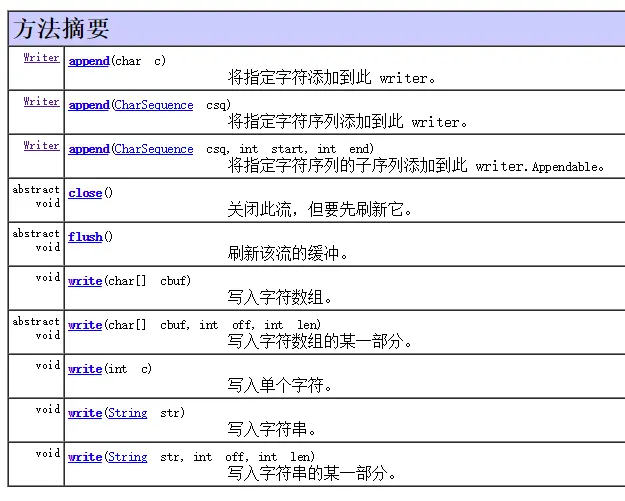 方法摘要
Writer append(char c)
将指定字符添加到此 writer。
Writer append(CharSequence csq)
将指定字符序列添加到此 writer。
Writer append(CharSequence csq, int start, int end)
将指定字符序列的子序列添加到此 writer.Appendable。
abstract void close()
关闭此流，但要先刷新它。
abstract void flush()
刷新该流的缓冲。
void write(char[] cbuf)
写入字符数组。
abstract void write(char[] cbuf, int off, int len)
写入字符数组的某一部分。
void write(int c)
写入单个字符。
void write(String str)
写入字符串。
void write(String str, int off, int len)
写入字符串的某一部分。